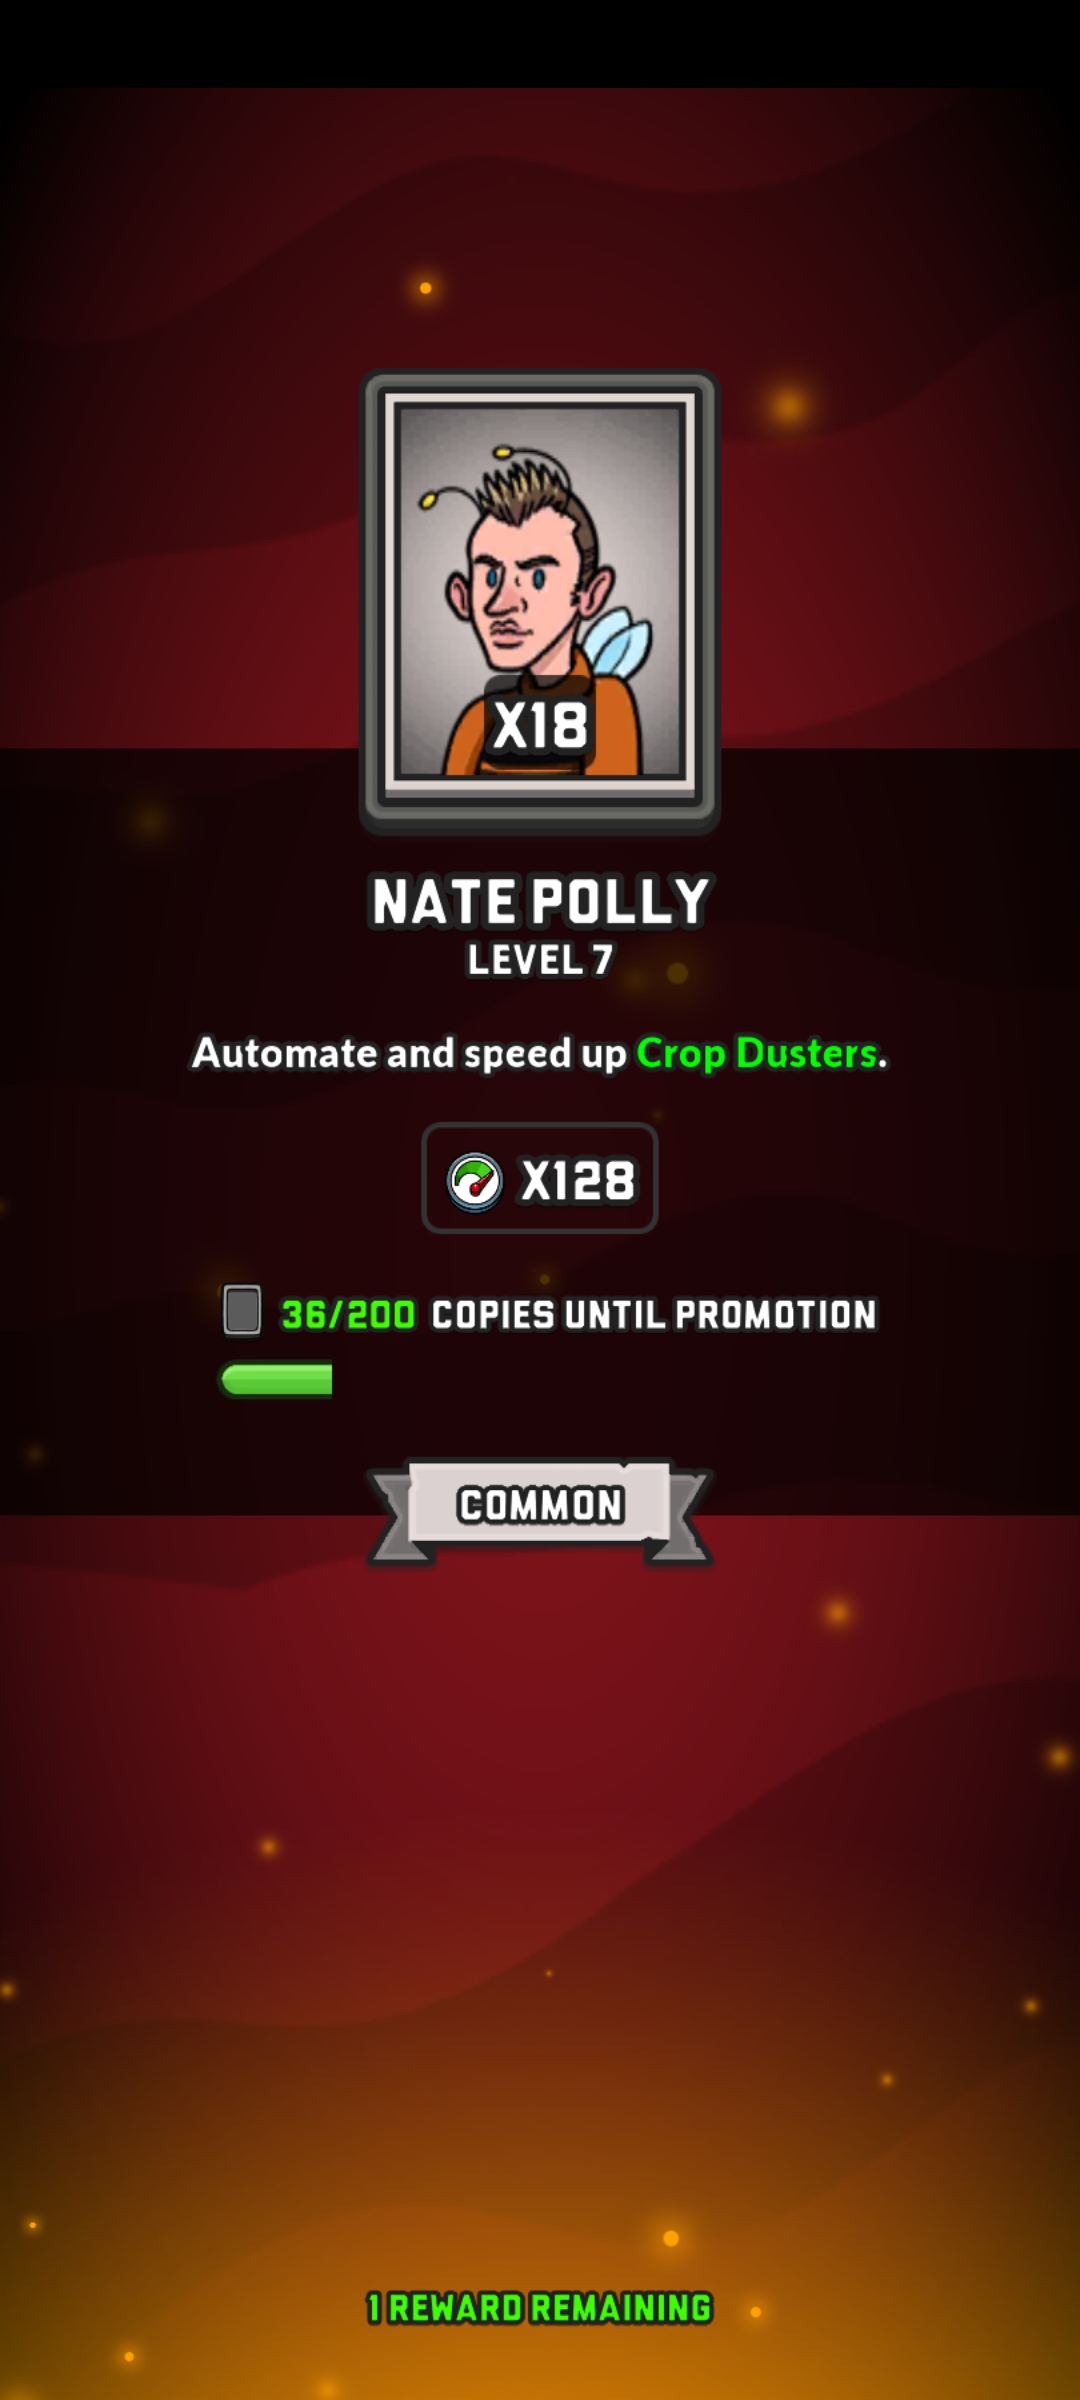 X18
NATE POLLY
LEVEL 7
Automate and speed up Crop Dusters.
X128
36/200 COPIES UNTIL PROMOTION
COMMON
1 REWARD REMAINING